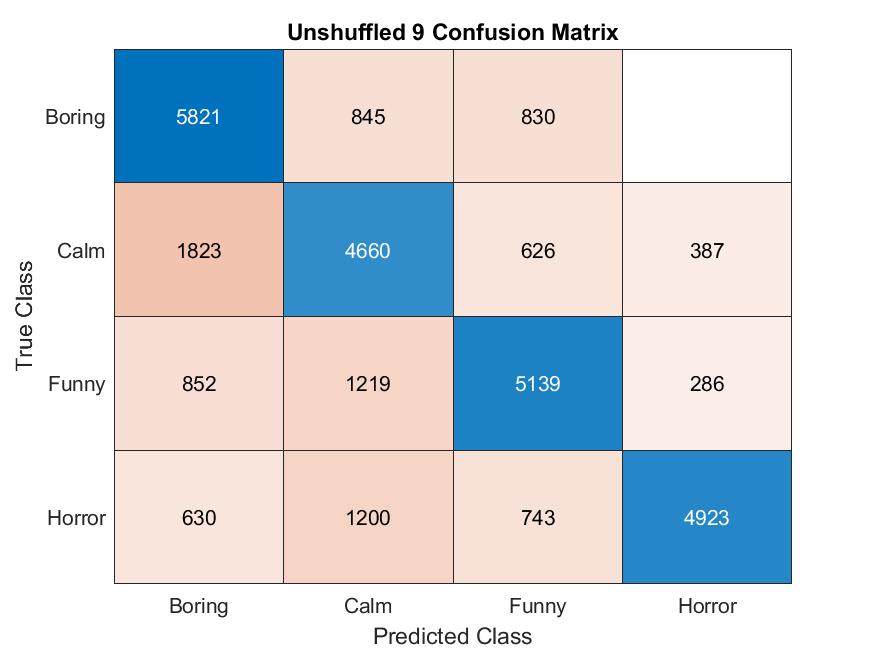 Unshuffled 9 Confusion Matrix
Boring 5821 845 830
Calm 1823 4660 626 387
Funny 852 1219 5139 286
Horror 630 1200 743 4923
True Class
Boring Calm Funny Horror
Predicted Class